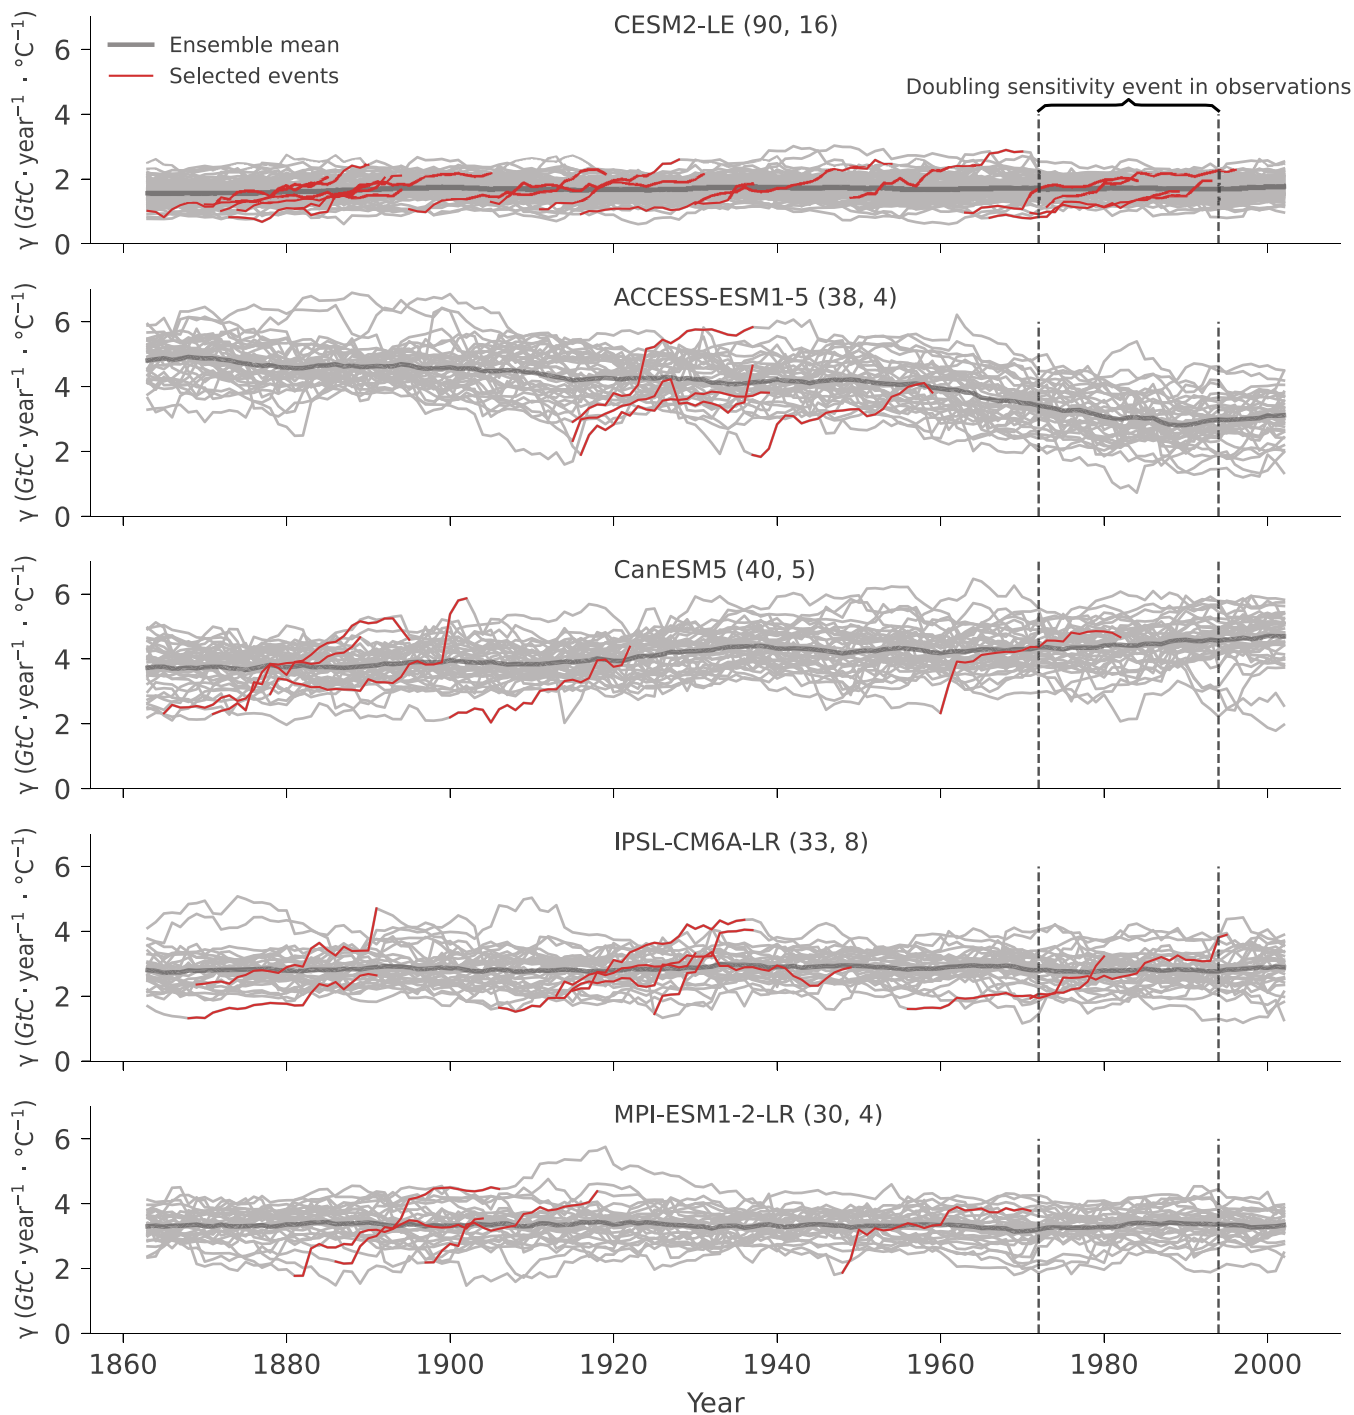 CESM2-LE (90, 16)
Ensemble mean
Selected events
Doubling sensitivity event in observations
γ (GtC · year⁻¹ · °C⁻¹)
6
4
2
0
ACCESS-ESM1-5 (38, 4)
γ (GtC · year⁻¹ · °C⁻¹)
6
4
2
0
CanESM5 (40, 5)
γ (GtC · year⁻¹ · °C⁻¹)
6
4
2
0
IPSL-CM6A-LR (33, 8)
γ (GtC · year⁻¹ · °C⁻¹)
6
4
2
0
MPI-ESM1-2-LR (30, 4)
γ (GtC · year⁻¹ · °C⁻¹)
6
4
2
0
1860 1880 1900 1920 1940 1960 1980 2000
Year